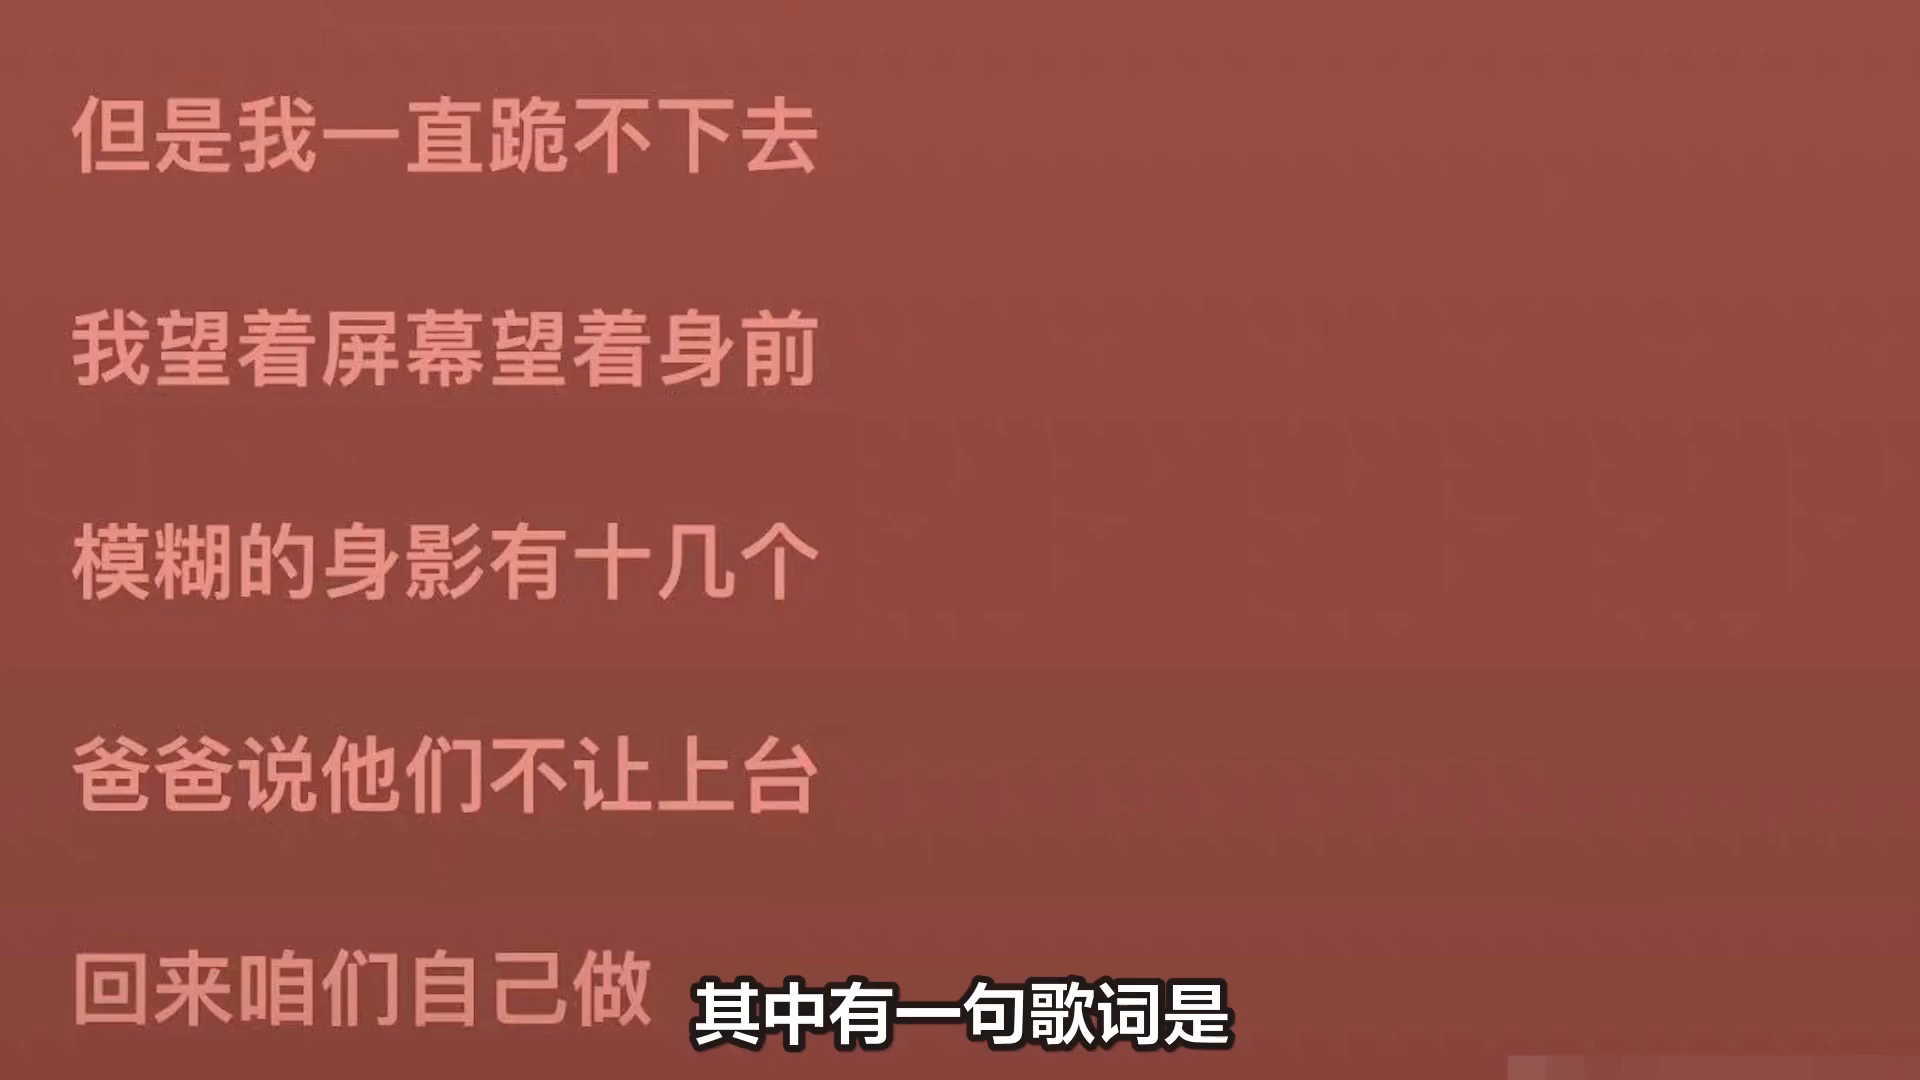 但是我一直跪不下去
我望着屏幕望着身前
模糊的身影有十几个
爸爸说他们不让上台
回来咱们自己做
其中有一句歌词是